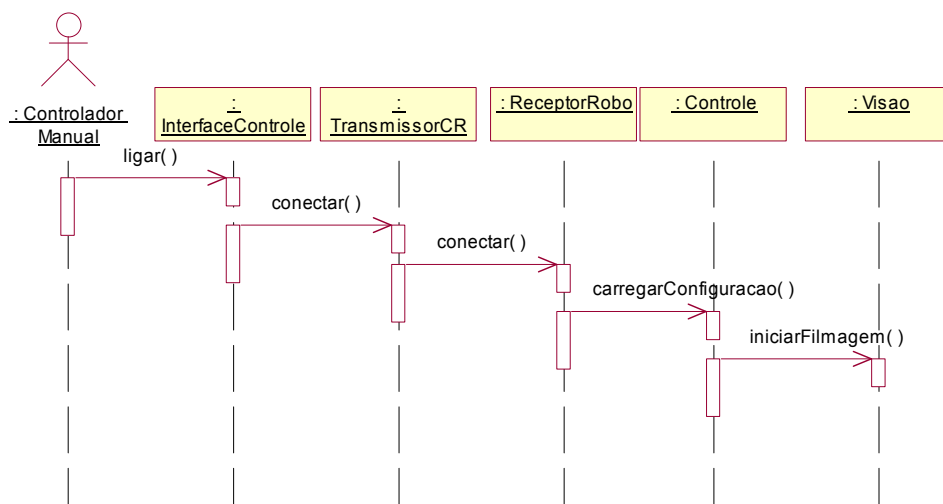 : Controlador
Manual
:
InterfaceControle
:
TransmissorCR
: ReceptorRobo
: Controle
: Visao
ligar( )
conectar( )
conectar( )
carregarConfiguracao( )
iniciarFilmagem( )